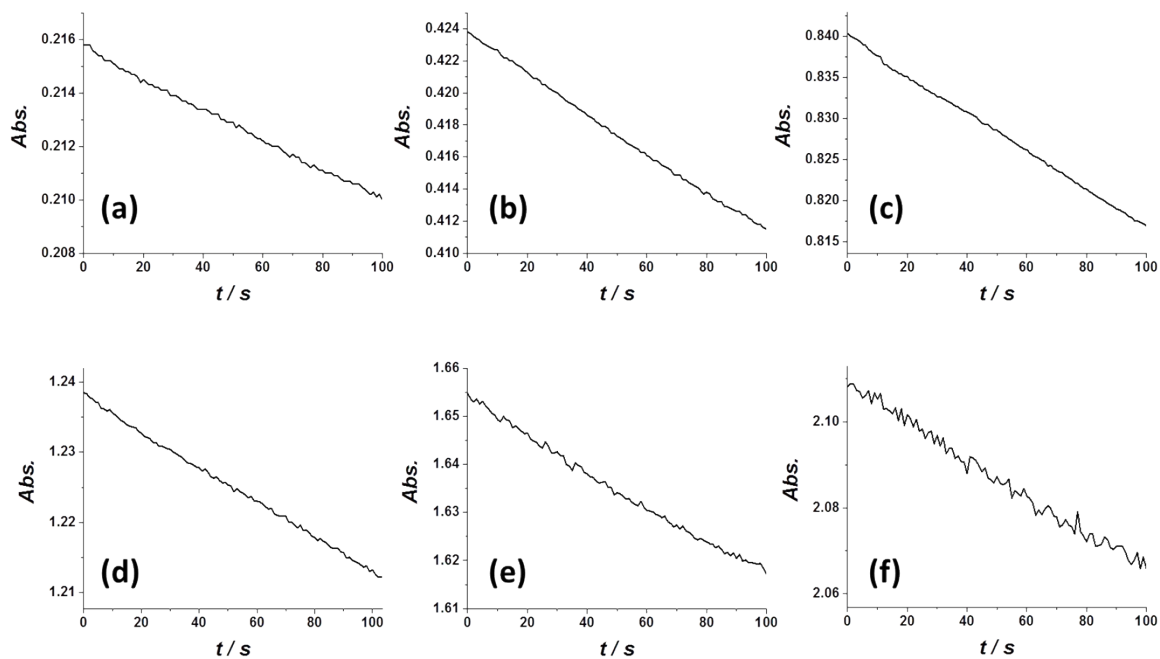 0.216
0.214
0.212
0.210
0.208
Abs.
(a)
0 20 40 60 80 100
t / s
0.424
0.422
0.420
0.418
0.416
0.414
0.412
0.410
Abs.
(b)
0 20 40 60 80 100
t / s
0.840
0.835
0.830
0.825
0.820
0.815
Abs.
(c)
0 20 40 60 80 100
t / s
1.24
1.23
1.22
1.21
Abs.
(d)
0 20 40 60 80 100
t / s
1.66
1.65
1.64
1.63
1.62
1.61
Abs.
(e)
0 20 40 60 80 100
t / s
2.10
2.08
2.06
Abs.
(f)
0 20 40 60 80 100
t / s